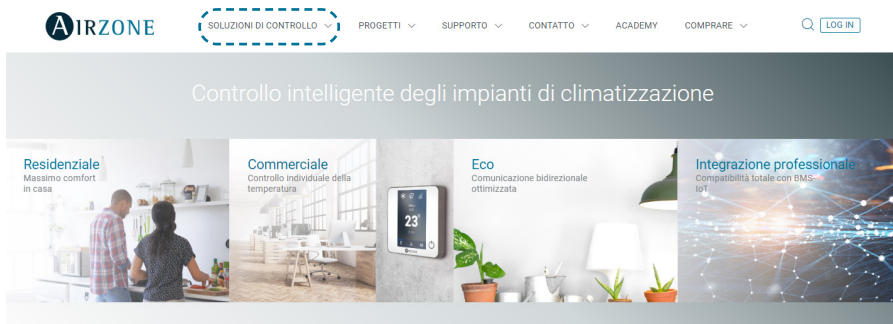 AIRZONE
SOLUZIONI DI CONTROLLO
PROGETTI
SUPPORTO
CONTATTO
ACADEMY
COMPRARE
LOG IN
Controllo intelligente degli impianti di climatizzazione
Residenziale
Massimo comfort
in casa
Commerciale
Controllo individuale della
temperatura
23°
Eco
Comunicazione bidirezionale
ottimizzata
Integrazione professionale
Compatibilità totale con BMS-
IoT